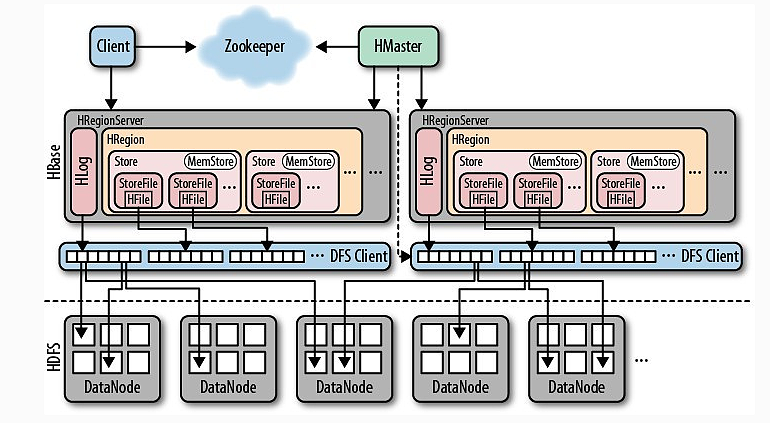 Client
Zookeeper
HMaster
HBase
HRegionServer
HLog
HRegion
Store
MemStore
StoreFile
HFile
StoreFile
HFile
...
Store
MemStore
StoreFile
HFile
...
...
...
HRegionServer
HLog
HRegion
Store
MemStore
StoreFile
HFile
StoreFile
HFile
...
Store
MemStore
StoreFile
HFile
...
...
...
... DFS Client
... DFS Client
HDFS
DataNode
DataNode
DataNode
DataNode
DataNode
...